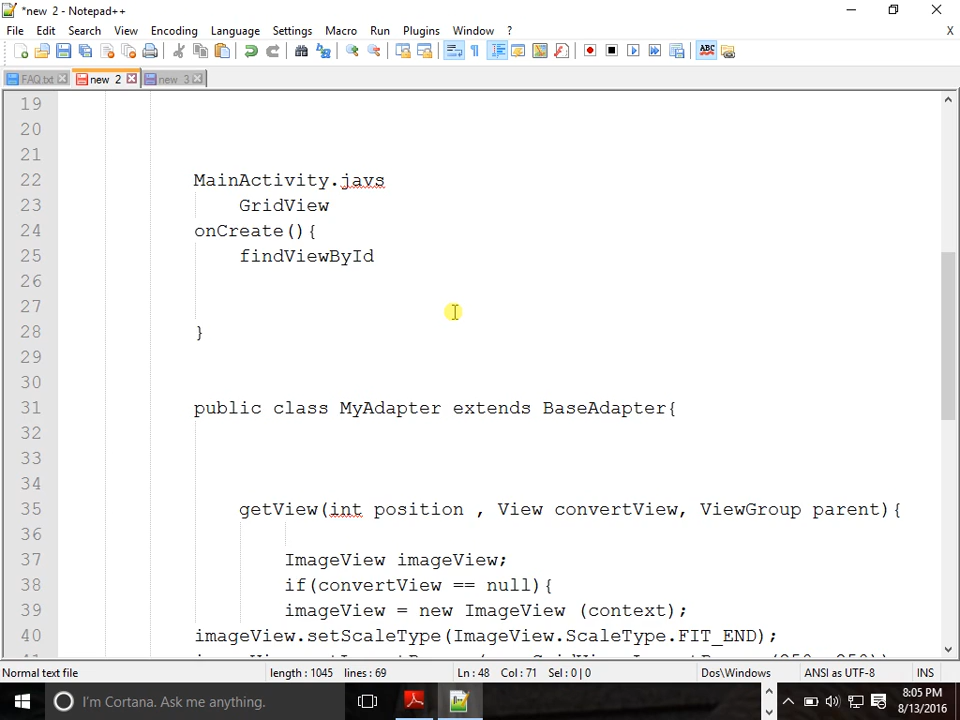 *new 2 - Notepad++
File Edit Search View Encoding Language Settings Macro Run Plugins Window ? X
FAQ.txt new 2 new 3
19
20
21
22 MainActivity.javs
23 GridView
24 onCreate(){
25 findViewById
26
27
28 }
29
30
31 public class MyAdapter extends BaseAdapter{
32
33
34
35 getView(int position , View convertView, ViewGroup parent){
36
37 ImageView imageView;
38 if(convertView == null){
39 imageView = new ImageView (context);
40 imageView.setScaleType(ImageView.ScaleType.FIT_END);
Normal text file length : 1045 lines : 69 Ln : 48 Col : 71 Sel : 0 | 0 Dos\Windows ANSI as UTF-8 INS
I'm Cortana. Ask me anything. 8:05 PM
8/13/2016